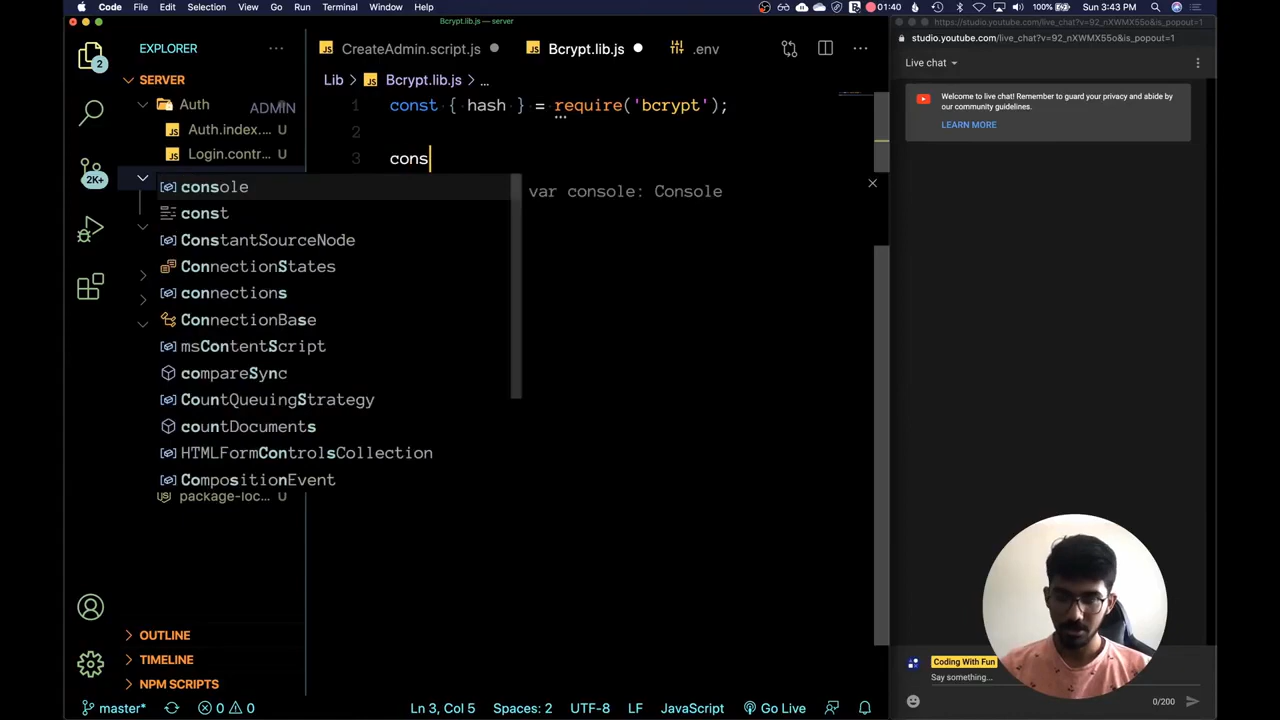 Code File Edit Selection View Go Run Terminal Window Help 01:40 100% Sun 3:43 PM
Bcrypt.lib.js — server
https://studio.youtube.com/live_chat?v=92_nXWMX55o&is_popout=1
studio.youtube.com/live_chat?v=92_nXWMX55o&is_popout=1
EXPLORER
CreateAdmin.script.js
Bcrypt.lib.js
.env
Live chat
SERVER
Lib > Bcrypt.lib.js > ...
Auth
ADMIN
Auth.index.... U
Login.contr... U
2
2K+
1 const { hash } = require('bcrypt');
2
3 cons
console
const
ConstantSourceNode
ConnectionStates
connections
ConnectionBase
msContentScript
compareSync
CountQueuingStrategy
countDocuments
HTMLFormControlsCollection
CompositionEvent
var console: Console
package-loc... U
OUTLINE
TIMELINE
NPM SCRIPTS
Welcome to live chat! Remember to guard your privacy and abide by
our community guidelines.
LEARN MORE
Coding With Fun
Say something...
0/200
master* 0 0 Ln 3, Col 5 Spaces: 2 UTF-8 LF JavaScript Go Live